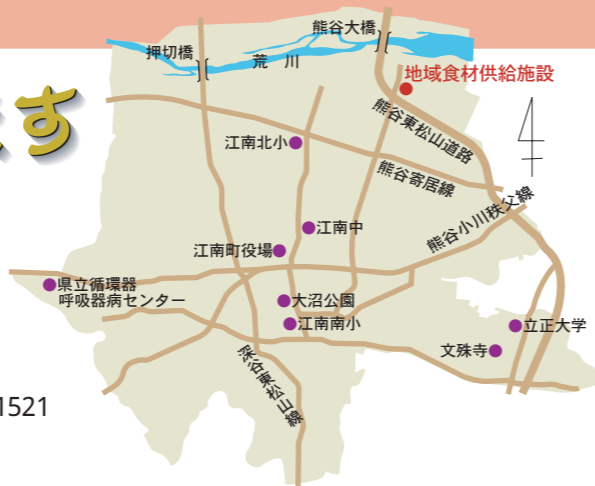 熊谷大橋
押切橋
荒川
地域食材供給施設
ます
熊谷東松山道路
江南北小
熊谷寄居線
熊谷小川秩父線
江南中
江南町役場
県立循環器
呼吸器病センター
大沼公園
江南南小
立正大学
文殊寺
深谷東松山線
1521